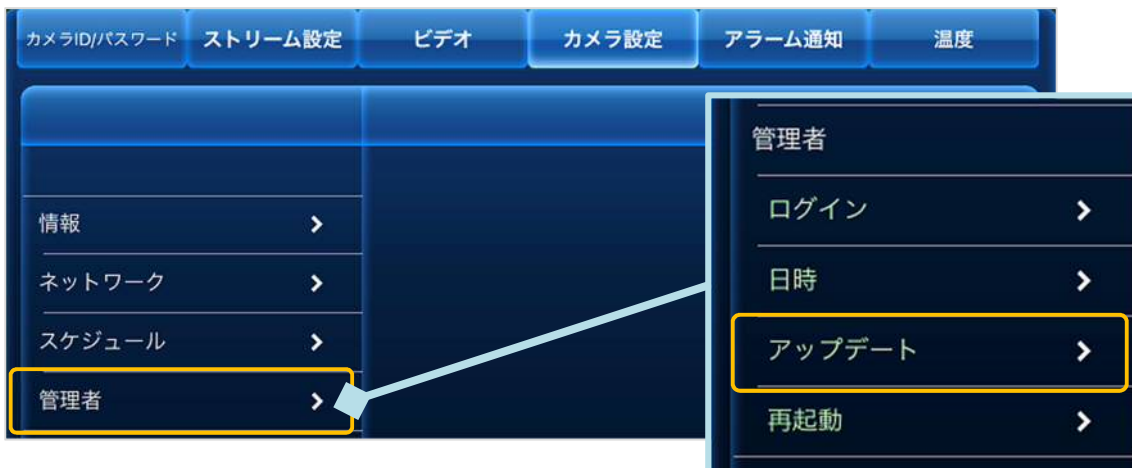 カメラID/パスワード ストリーム設定 ビデオ カメラ設定 アラーム通知 温度
情報
ネットワーク
スケジュール
管理者
管理者
ログイン
日時
アップデート
再起動